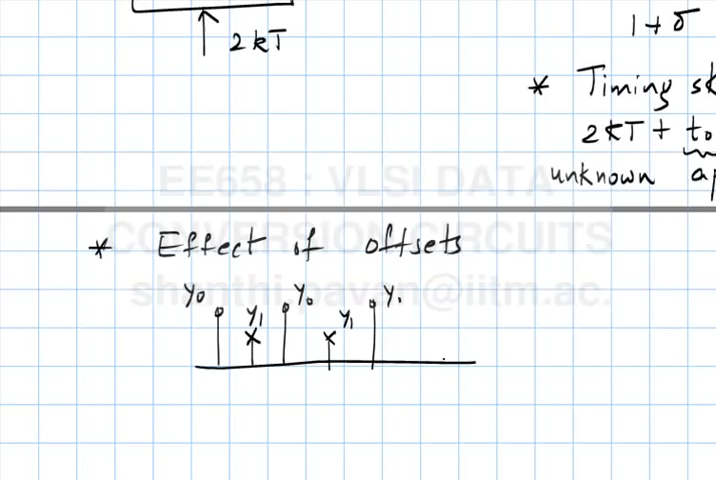 2kT
1+δ
* Timing
2kT + to
unknown
EE658 : VLSI DATA
CONVERSION CIRCUITS
shanthi.pavan@iitm.ac.
* Effect of offsets
y0 y1 y0 y1